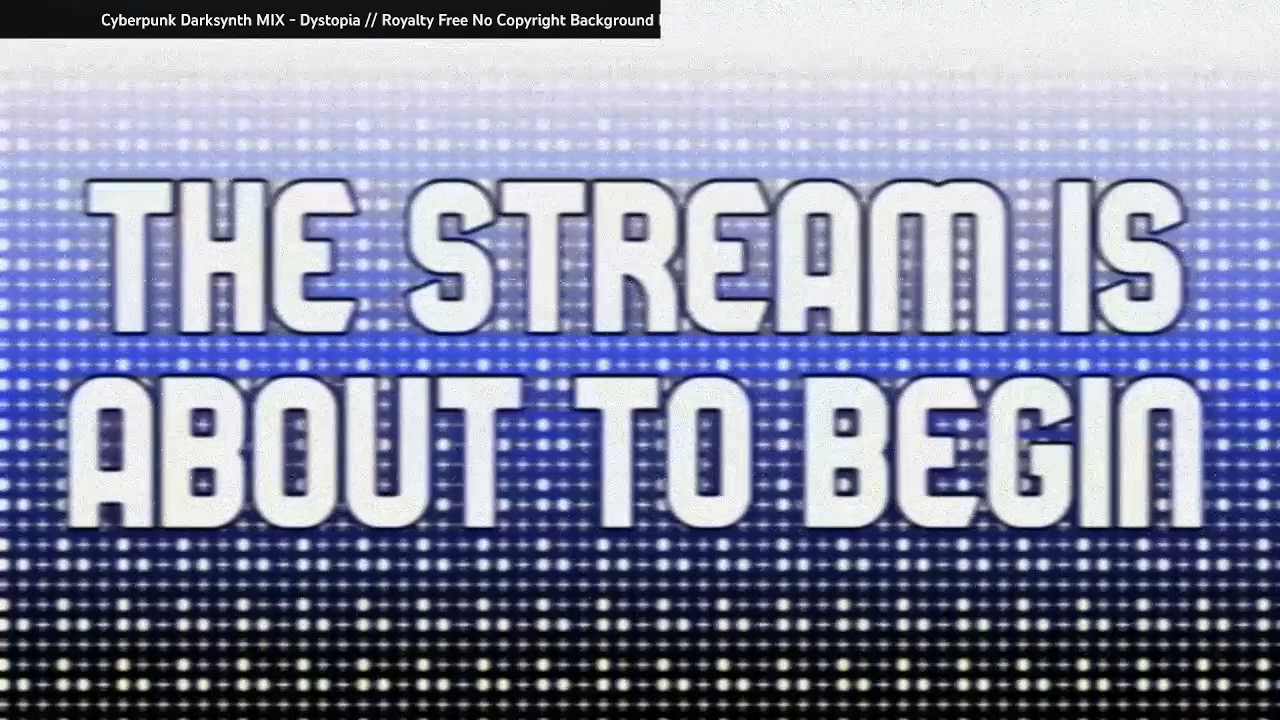 Cyberpunk Darksynth MIX - Dystopia // Royalty Free No Copyright Background
THE STREAM IS
ABOUT TO BEGIN